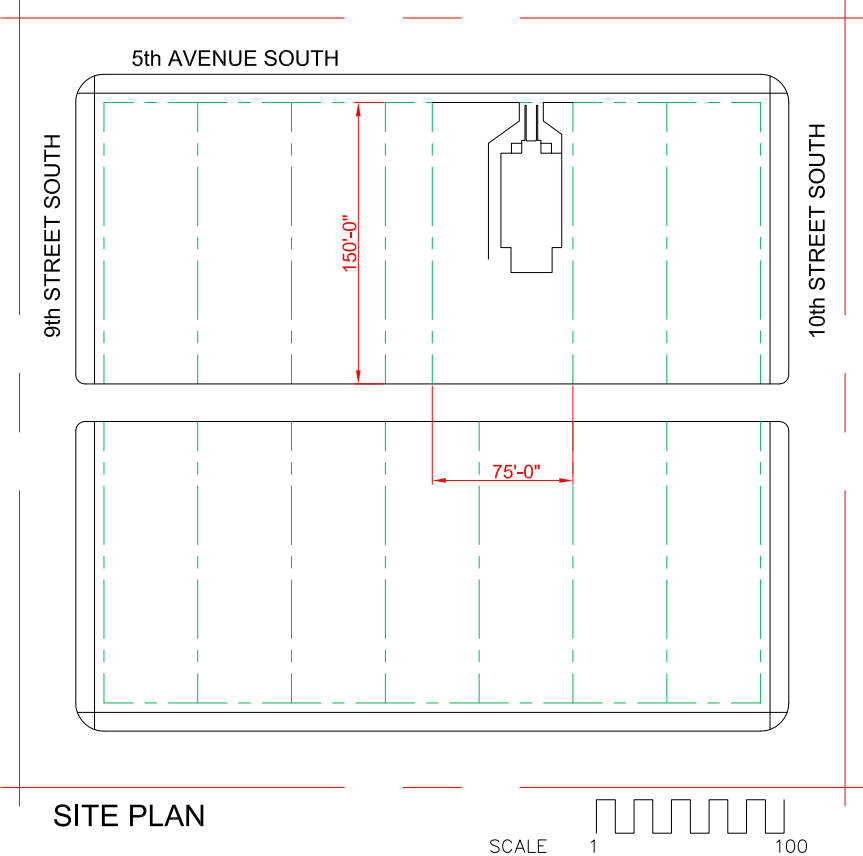 5th AVENUE SOUTH
9th STREET SOUTH
10th STREET SOUTH
150'-0"
75'-0"
SITE PLAN
SCALE 1 100